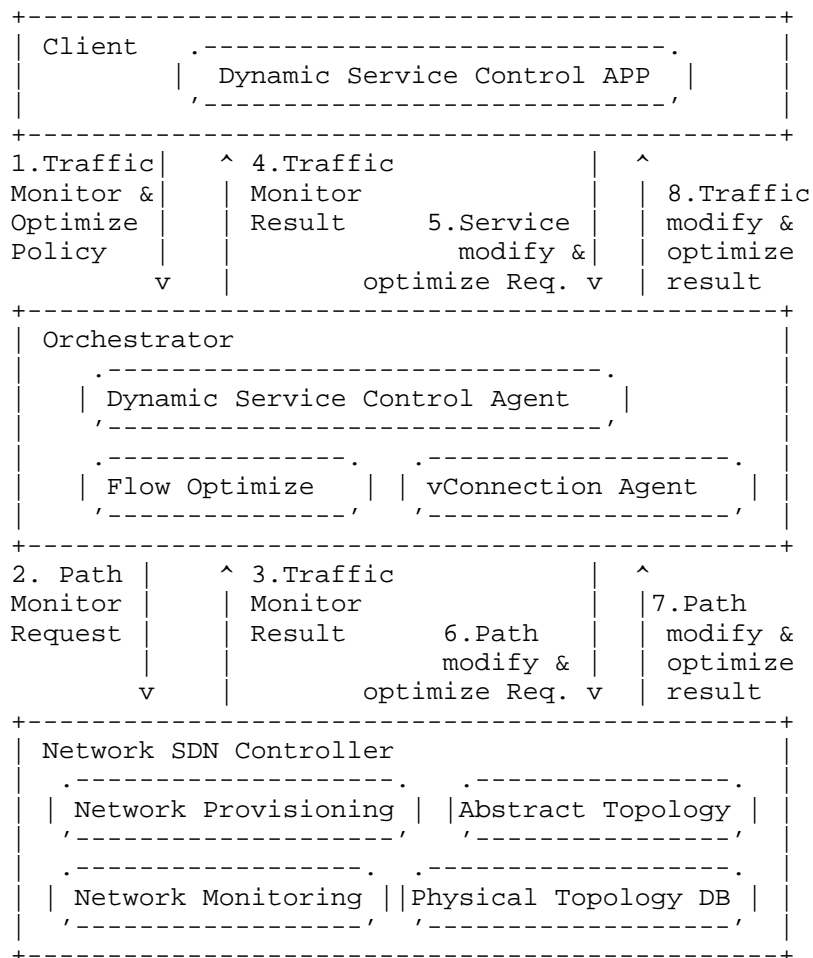 Client
Dynamic Service Control APP
1.Traffic ^ 4.Traffic ^
Monitor & Monitor 8.Traffic
Optimize Result 5.Service modify &
Policy modify & optimize
v optimize Req. v result
Orchestrator
Dynamic Service Control Agent
Flow Optimize vConnection Agent
2. Path ^ 3.Traffic ^
Monitor Monitor 7.Path
Request Result 6.Path modify &
modify & optimize
v optimize Req. v result
Network SDN Controller
Network Provisioning Abstract Topology
Network Monitoring Physical Topology DB